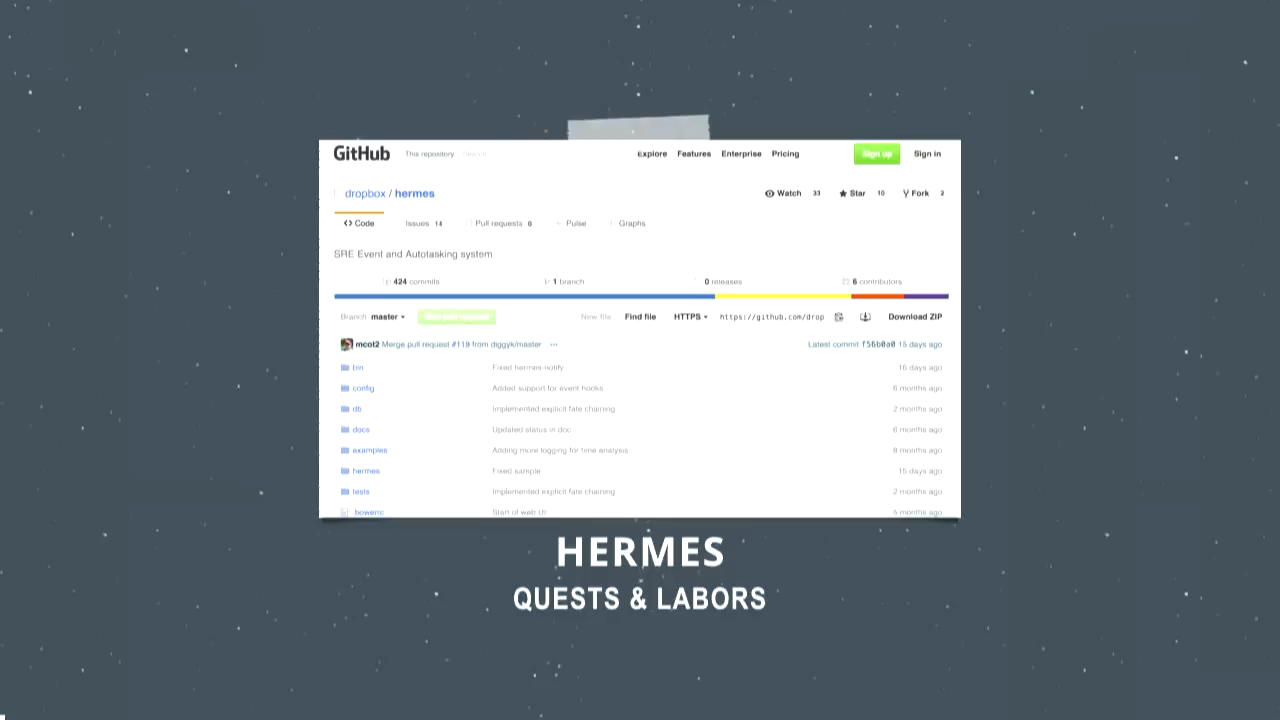 GitHub This repository Search Explore Features Enterprise Pricing Sign up Sign in
dropbox / hermes Watch 33 Star 10 Fork 2
Code Issues 14 Pull requests 0 Pulse Graphs
SRE Event and Autotasking system
424 commits 1 branch 0 releases 6 contributors
Branch: master New pull request New file Find file HTTPS https://github.com/drop Download ZIP
mcot2 Merge pull request #119 from diggyk/master ... Latest commit f56b0a0 15 days ago
bin Fixed hermes-notify 16 days ago
config Added support for event hooks 6 months ago
db Implemented explicit fate chaining 2 months ago
docs Updated status in doc 6 months ago
examples Adding more logging for time analysis 8 months ago
hermes Fixed sample 15 days ago
tests Implemented explicit fate chaining 2 months ago
.bowerrc Start of web UI 5 months ago
HERMES
QUESTS & LABORS